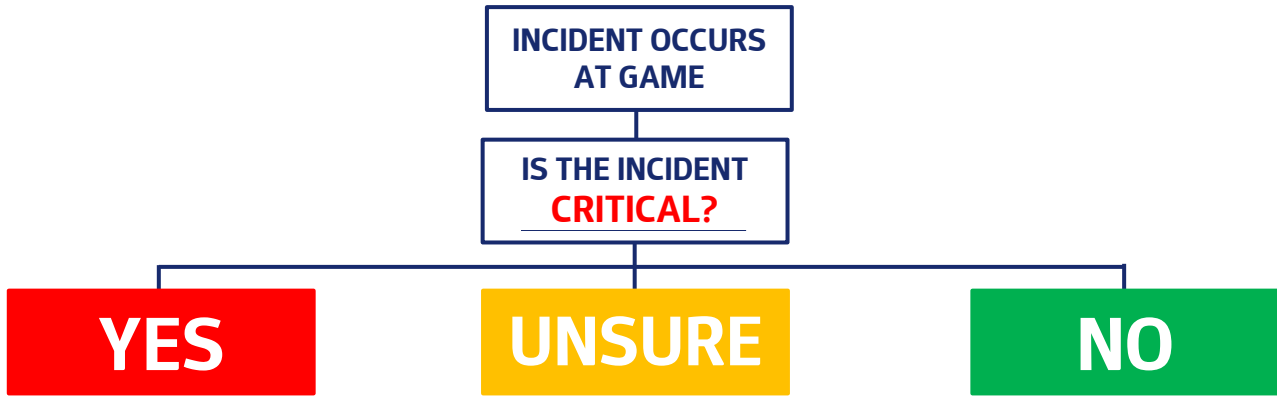 INCIDENT OCCURS
AT GAME
IS THE INCIDENT
CRITICAL?
YES
UNSURE
NO